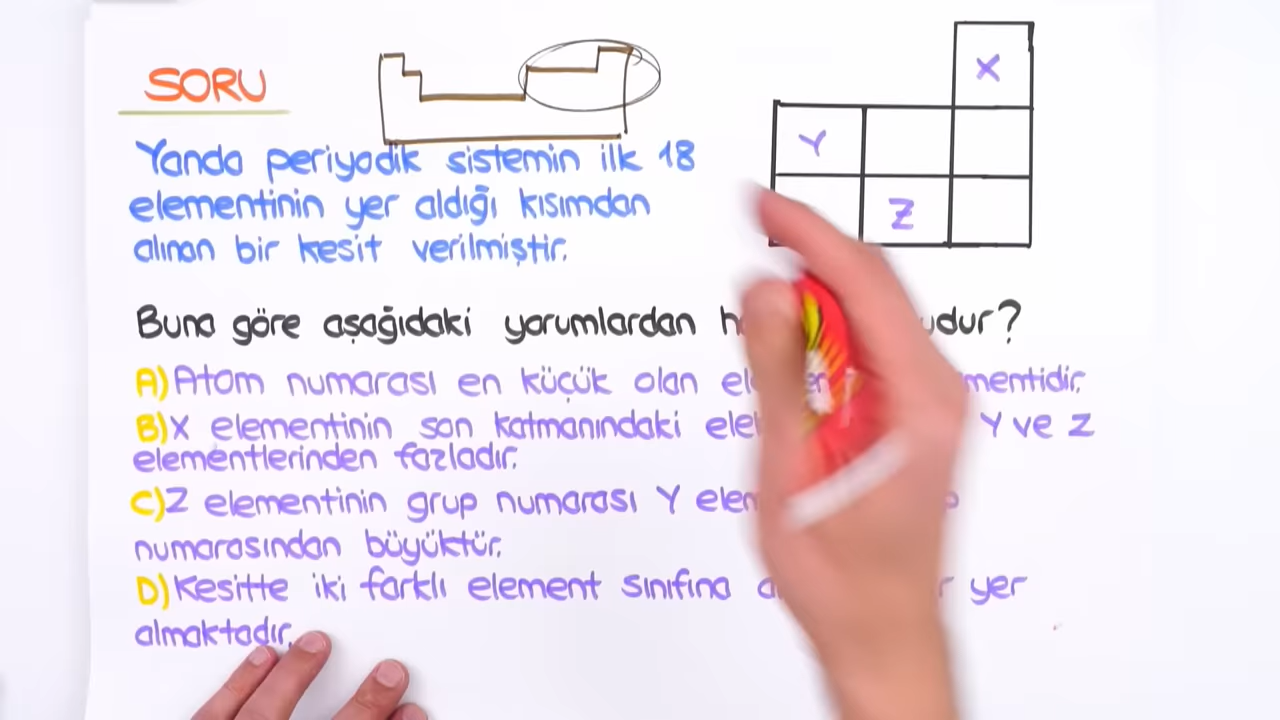 SORU
Yanda periyodik sistemin ilk 18
elementinin yer aldığı kısımdan
alınan bir kesit verilmiştir.
X
Y
Z
Buna göre aşağıdaki yorumlardan
A) Atom numarası en küçük olan
B) X elementinin son katmanındaki Y ve Z
elementlerinden fazladır.
C) Z elementinin grup numarası Y
numarasından büyüktür.
D) Kesitte iki farklı element sınıfına yer
almaktadır.